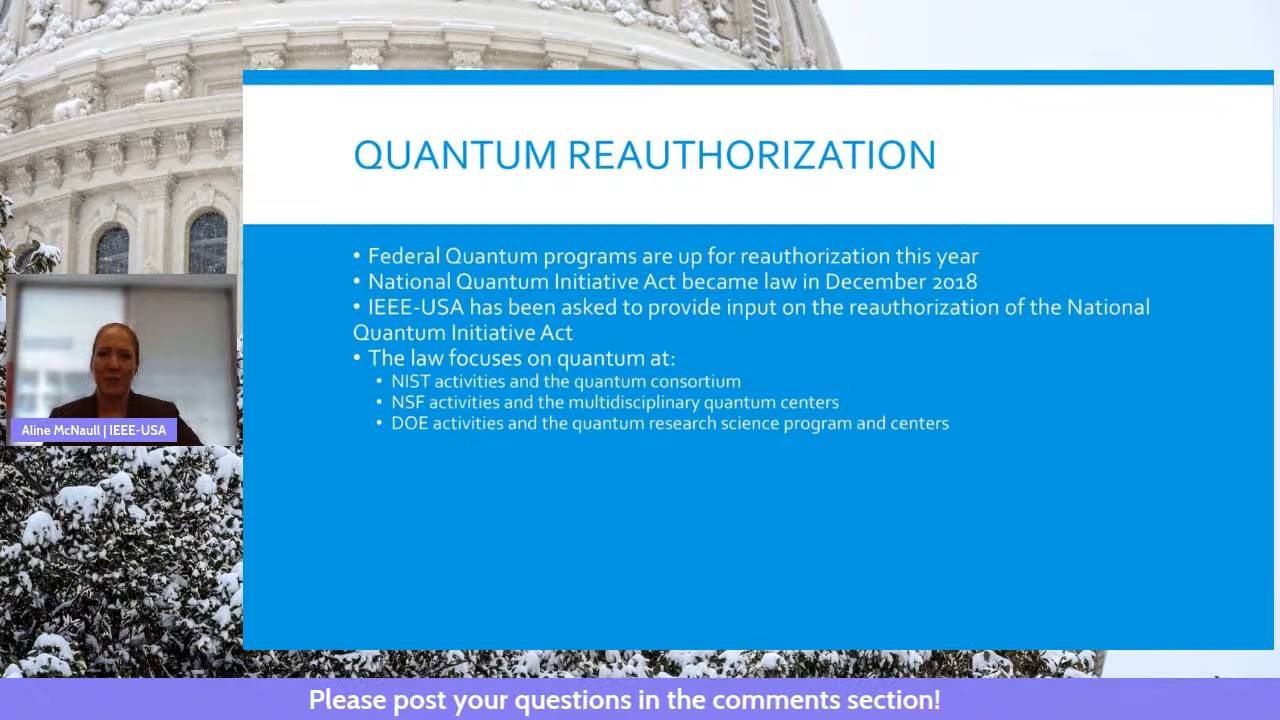 QUANTUM REAUTHORIZATION
• Federal Quantum programs are up for reauthorization this year
• National Quantum Initiative Act became law in December 2018
• IEEE-USA has been asked to provide input on the reauthorization of the National
Quantum Initiative Act
• The law focuses on quantum at:
• NIST activities and the quantum consortium
• NSF activities and the multidisciplinary quantum centers
• DOE activities and the quantum research science program and centers
Aline McNaull | IEEE-USA
Please post your questions in the comments section!